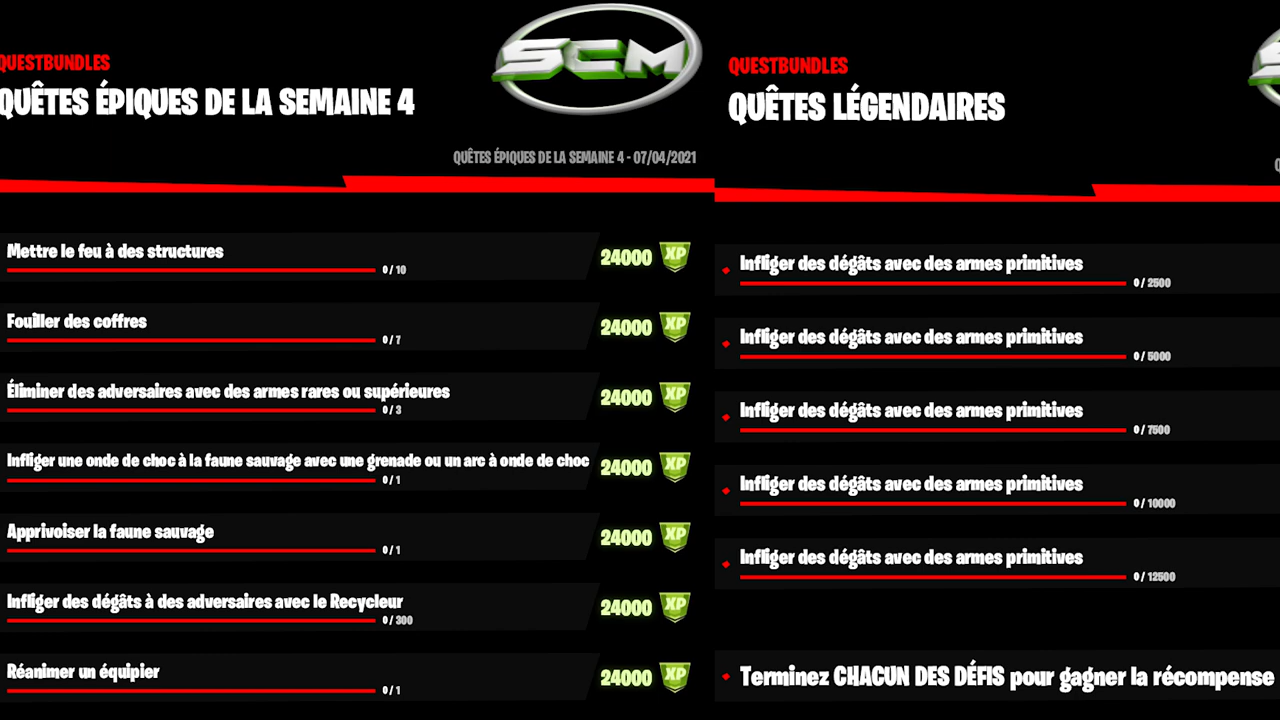 SCM
QUESTBUNDLES
QUÊTES ÉPIQUES DE LA SEMAINE 4
QUÊTES ÉPIQUES DE LA SEMAINE 4 - 07/04/2021
Mettre le feu à des structures
0 / 10
24000 XP
Fouiller des coffres
0 / 7
24000 XP
Éliminer des adversaires avec des armes rares ou supérieures
0 / 3
24000 XP
Infliger une onde de choc à la faune sauvage avec une grenade ou un arc à onde de choc
0 / 1
24000 XP
Apprivoiser la faune sauvage
0 / 1
24000 XP
Infliger des dégâts à des adversaires avec le Recycleur
0 / 300
24000 XP
Réanimer un équipier
0 / 1
24000 XP
QUESTBUNDLES
QUÊTES LÉGENDAIRES
Infliger des dégâts avec des armes primitives
0 / 2500
Infliger des dégâts avec des armes primitives
0 / 5000
Infliger des dégâts avec des armes primitives
0 / 7500
Infliger des dégâts avec des armes primitives
0 / 10000
Infliger des dégâts avec des armes primitives
0 / 12500
Terminez CHACUN DES DÉFIS pour gagner la récompense